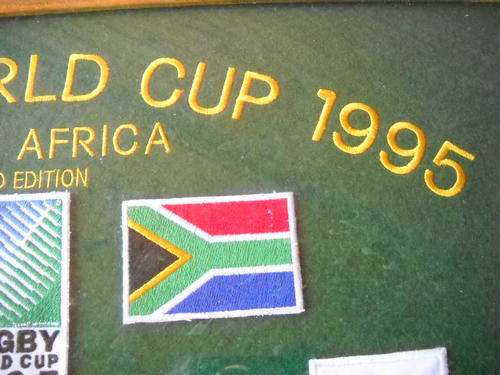 RLD CUP 1995
AFRICA
D EDITION
GBY
D CUP